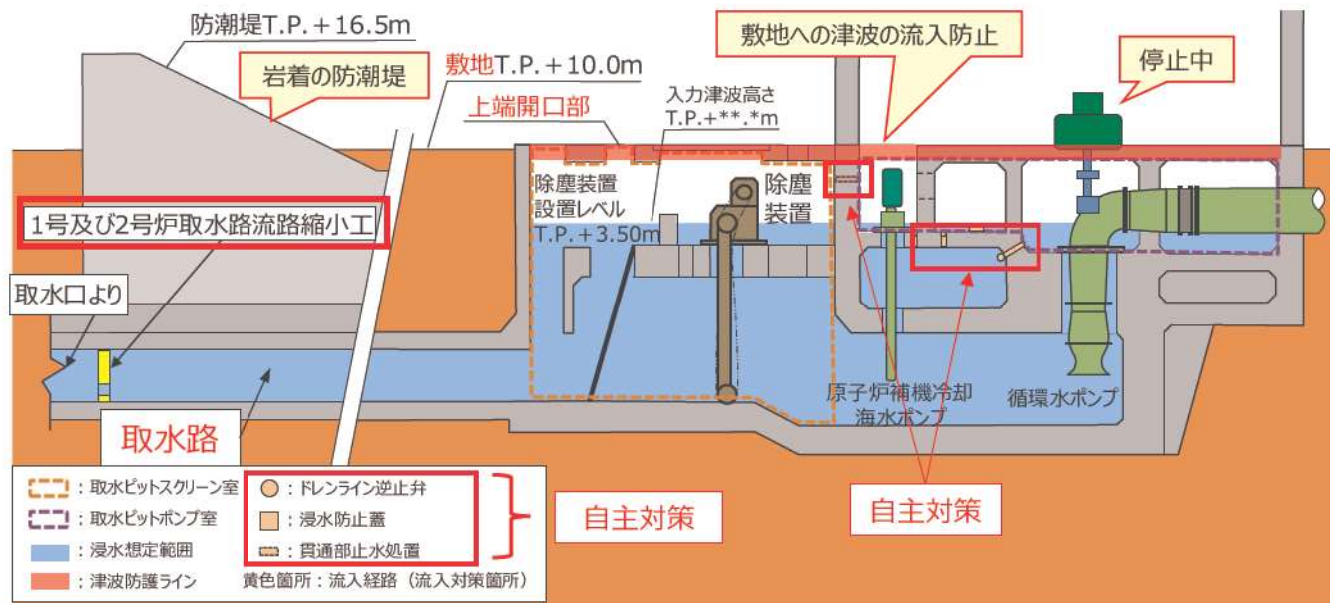 防潮堤T.P.+16.5m
岩着の防潮堤
敷地T.P.+10.0m
上端開口部
入力津波高さ
T.P.+**.*m
敷地への津波の流入防止
停止中
除塵装置
設置レベル
T.P.+3.50m
除塵
装置
1号及び2号炉取水路流路縮小工
取水口より
取水路
原子炉補機冷却
海水ポンプ
循環水ポンプ
自主対策
自主対策
:取水ピットスクリーン室
:取水ピットポンプ室
:浸水想定範囲
:津波防護ライン
:ドレンライン逆止弁
:浸水防止蓋
:貫通部止水処置
黄色箇所:流入経路(流入対策箇所)